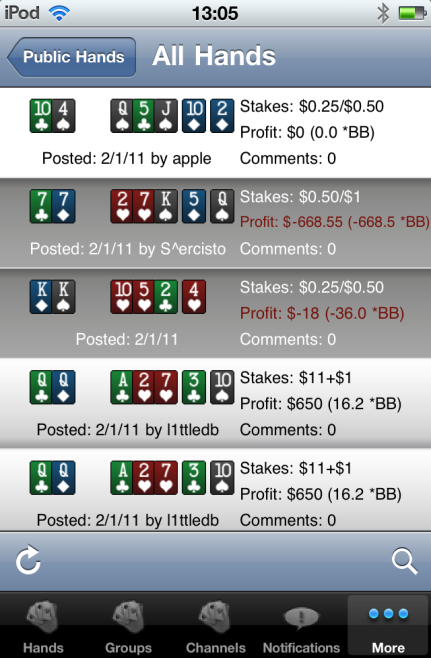 iPod 13:05
Public Hands All Hands
10 4 Q 5 J 10 2 Stakes: $0.25/$0.50
Profit: $0 (0.0 *BB)
Posted: 2/1/11 by apple Comments: 0
7 7 2 7 K 5 Q Stakes: $0.50/$1
Profit: $-668.55 (-668.5 *BB)
Posted: 2/1/11 by S^ercisto Comments: 0
K K 10 5 2 4 Stakes: $0.25/$0.50
Profit: $-18 (-36.0 *BB)
Posted: 2/1/11 Comments: 0
Q Q A 2 7 3 10 Stakes: $11+$1
Profit: $650 (16.2 *BB)
Posted: 2/1/11 by l1ttledb Comments: 0
Q Q A 2 7 3 10 Stakes: $11+$1
Profit: $650 (16.2 *BB)
Posted: 2/1/11 by l1ttledb Comments: 0
Hands Groups Channels Notifications More